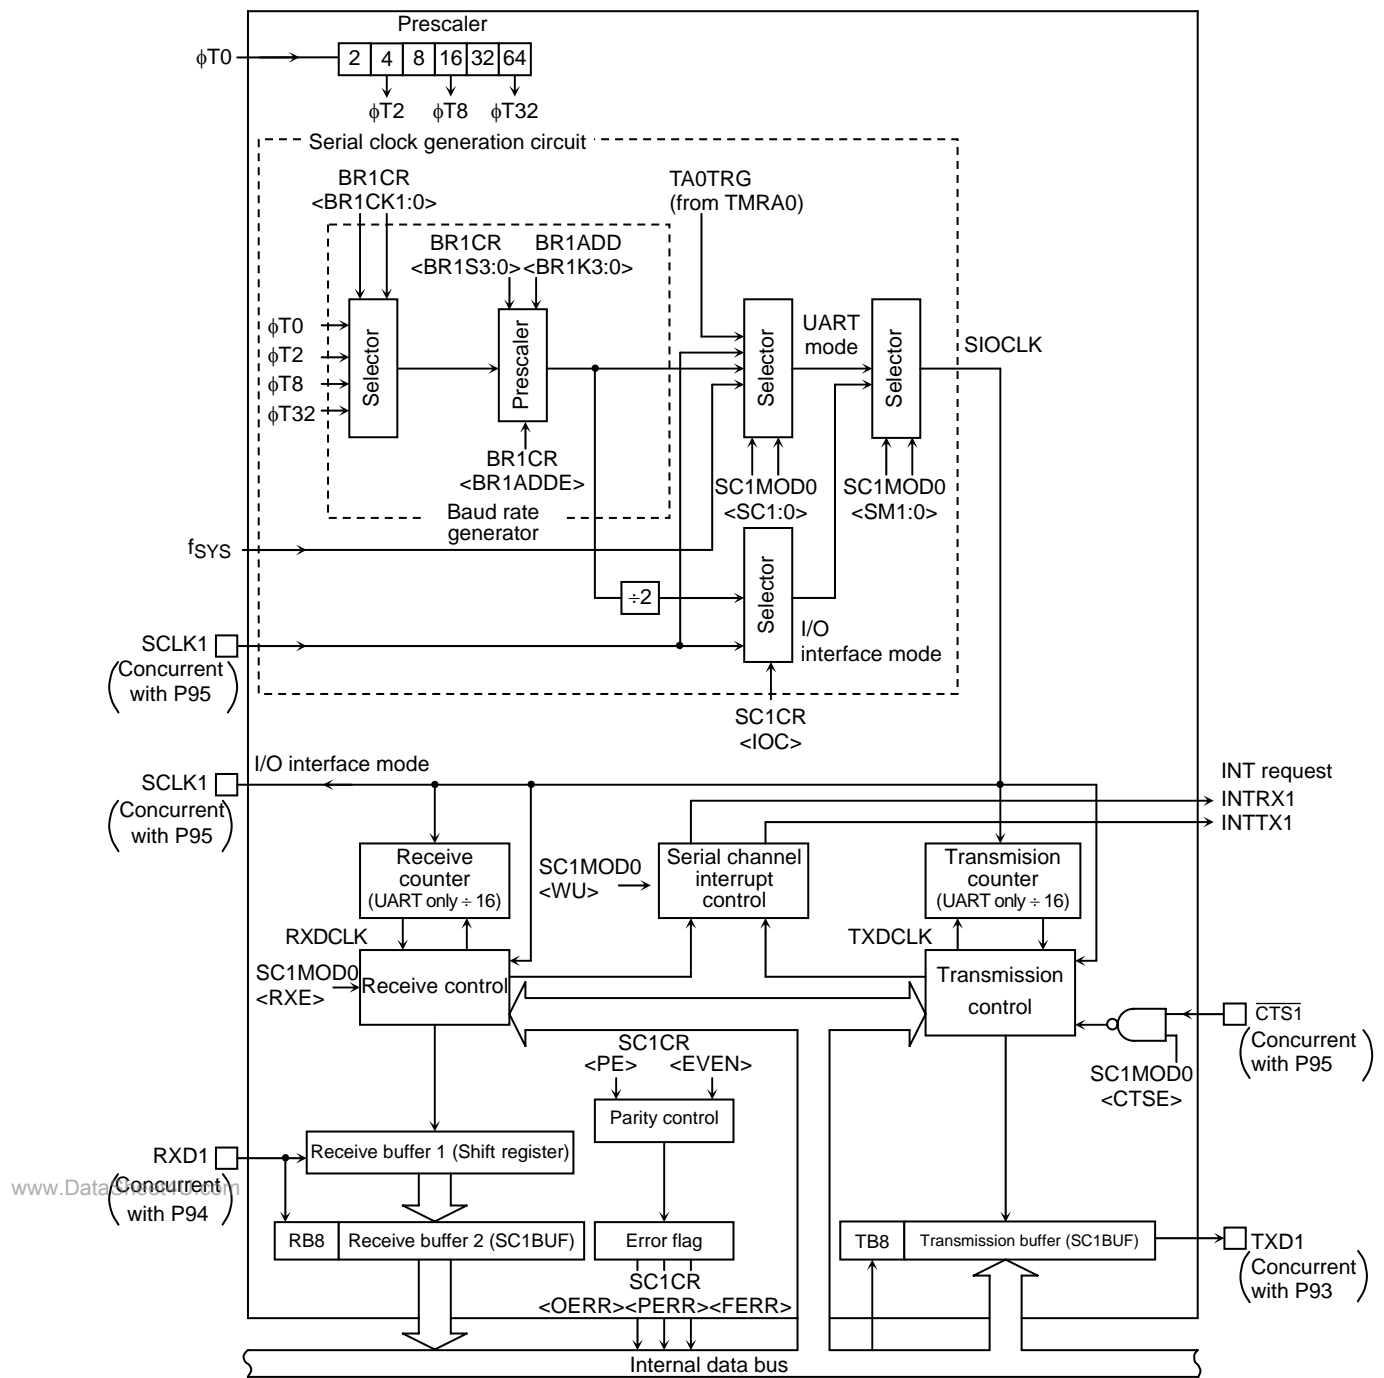 Prescaler
ϕT0
2 4 8 16 32 64
ϕT2 ϕT8 ϕT32
Serial clock generation circuit
BR1CR
<BR1CK1:0>
TA0TRG
(from TMRA0)
BR1CR
<BR1S3:0>
BR1ADD
<BR1K3:0>
ϕT0
ϕT2
ϕT8
ϕT32
Selector
Prescaler
Selector
UART
mode
Selector
SIOCLK
BR1CR
<BR1ADDE>
SC1MOD0
<SC1:0>
SC1MOD0
<SM1:0>
Baud rate
generator
fSYS
÷2
Selector
I/O
interface mode
SCLK1
(Concurrent
with P95)
SC1CR
<IOC>
I/O interface mode
SCLK1
(Concurrent
with P95)
INT request
INTRX1
INTTX1
Receive
counter
(UART only ÷ 16)
SC1MOD0
<WU>
Serial channel
interrupt
control
Transmision
counter
(UART only ÷ 16)
RXDCLK
TXDCLK
SC1MOD0
<RXE>
Receive control
Transmission
control
CTS1
(Concurrent
with P95)
SC1MOD0
<CTSE>
SC1CR
<PE> <EVEN>
Parity control
RXD1
(Concurrent
with P94)
www.DataSheet4U.com
Receive buffer 1 (Shift register)
RB8 Receive buffer 2 (SC1BUF)
Error flag
TB8 Transmission buffer (SC1BUF)
TXD1
(Concurrent
with P93)
SC1CR
<OERR><PERR><FERR>
Internal data bus